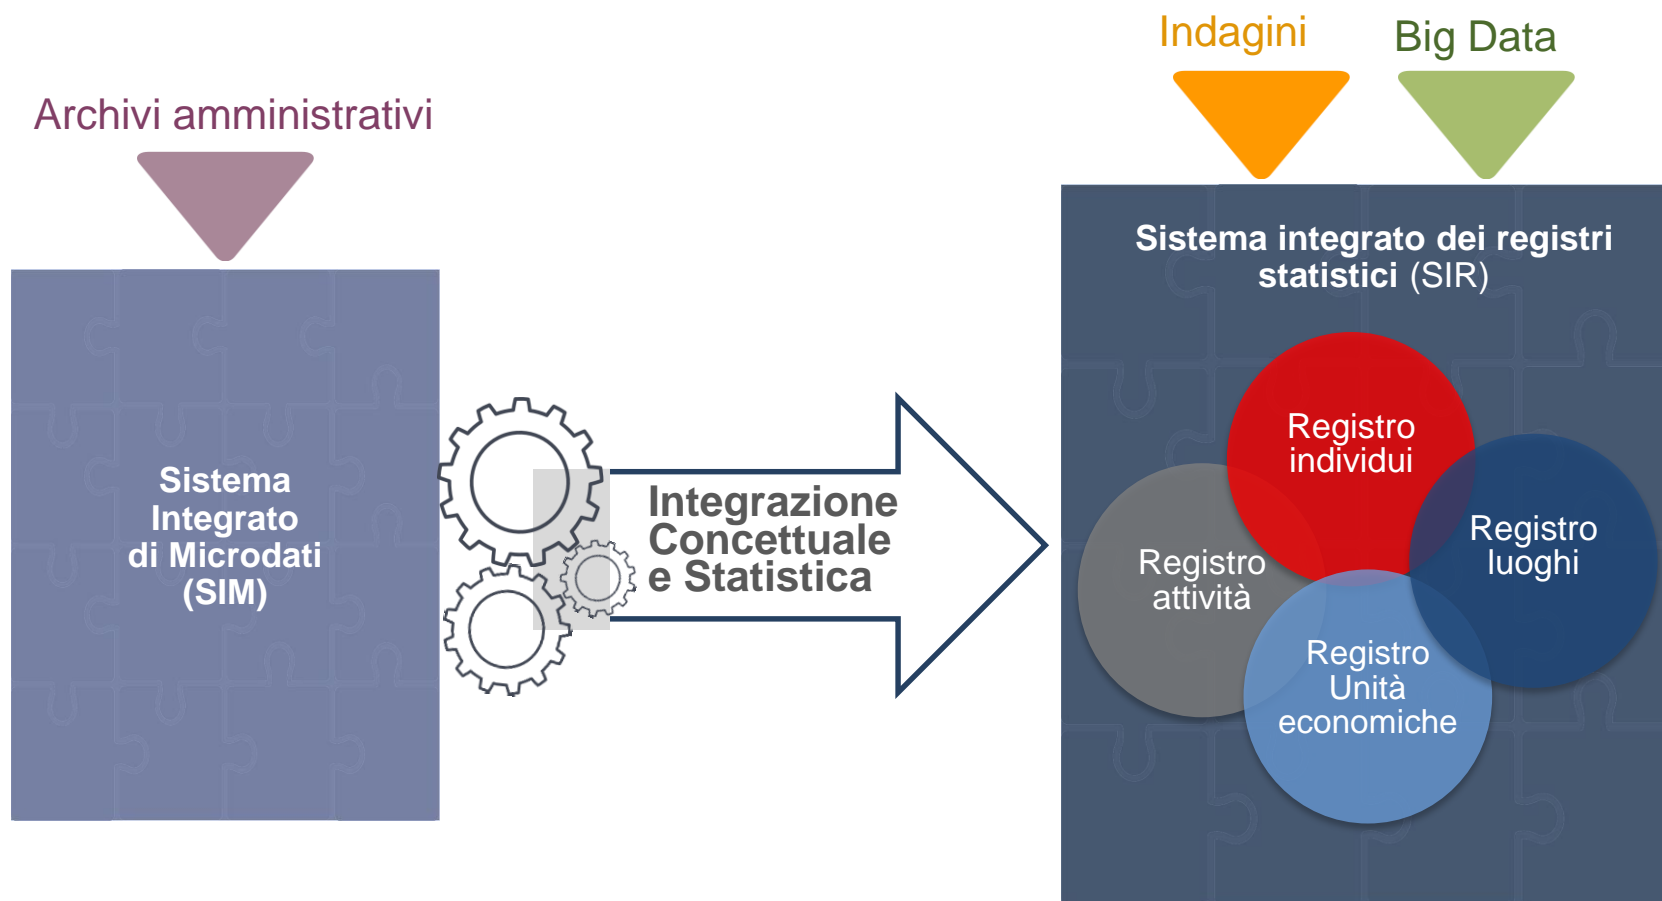 Archivi amministrativi
Indagini
Big Data
Sistema
Integrato
di Microdati
(SIM)
Integrazione
Concettuale
e Statistica
Sistema integrato dei registri
statistici (SIR)
Registro
individui
Registro
attività
Registro
luoghi
Registro
Unità
economiche